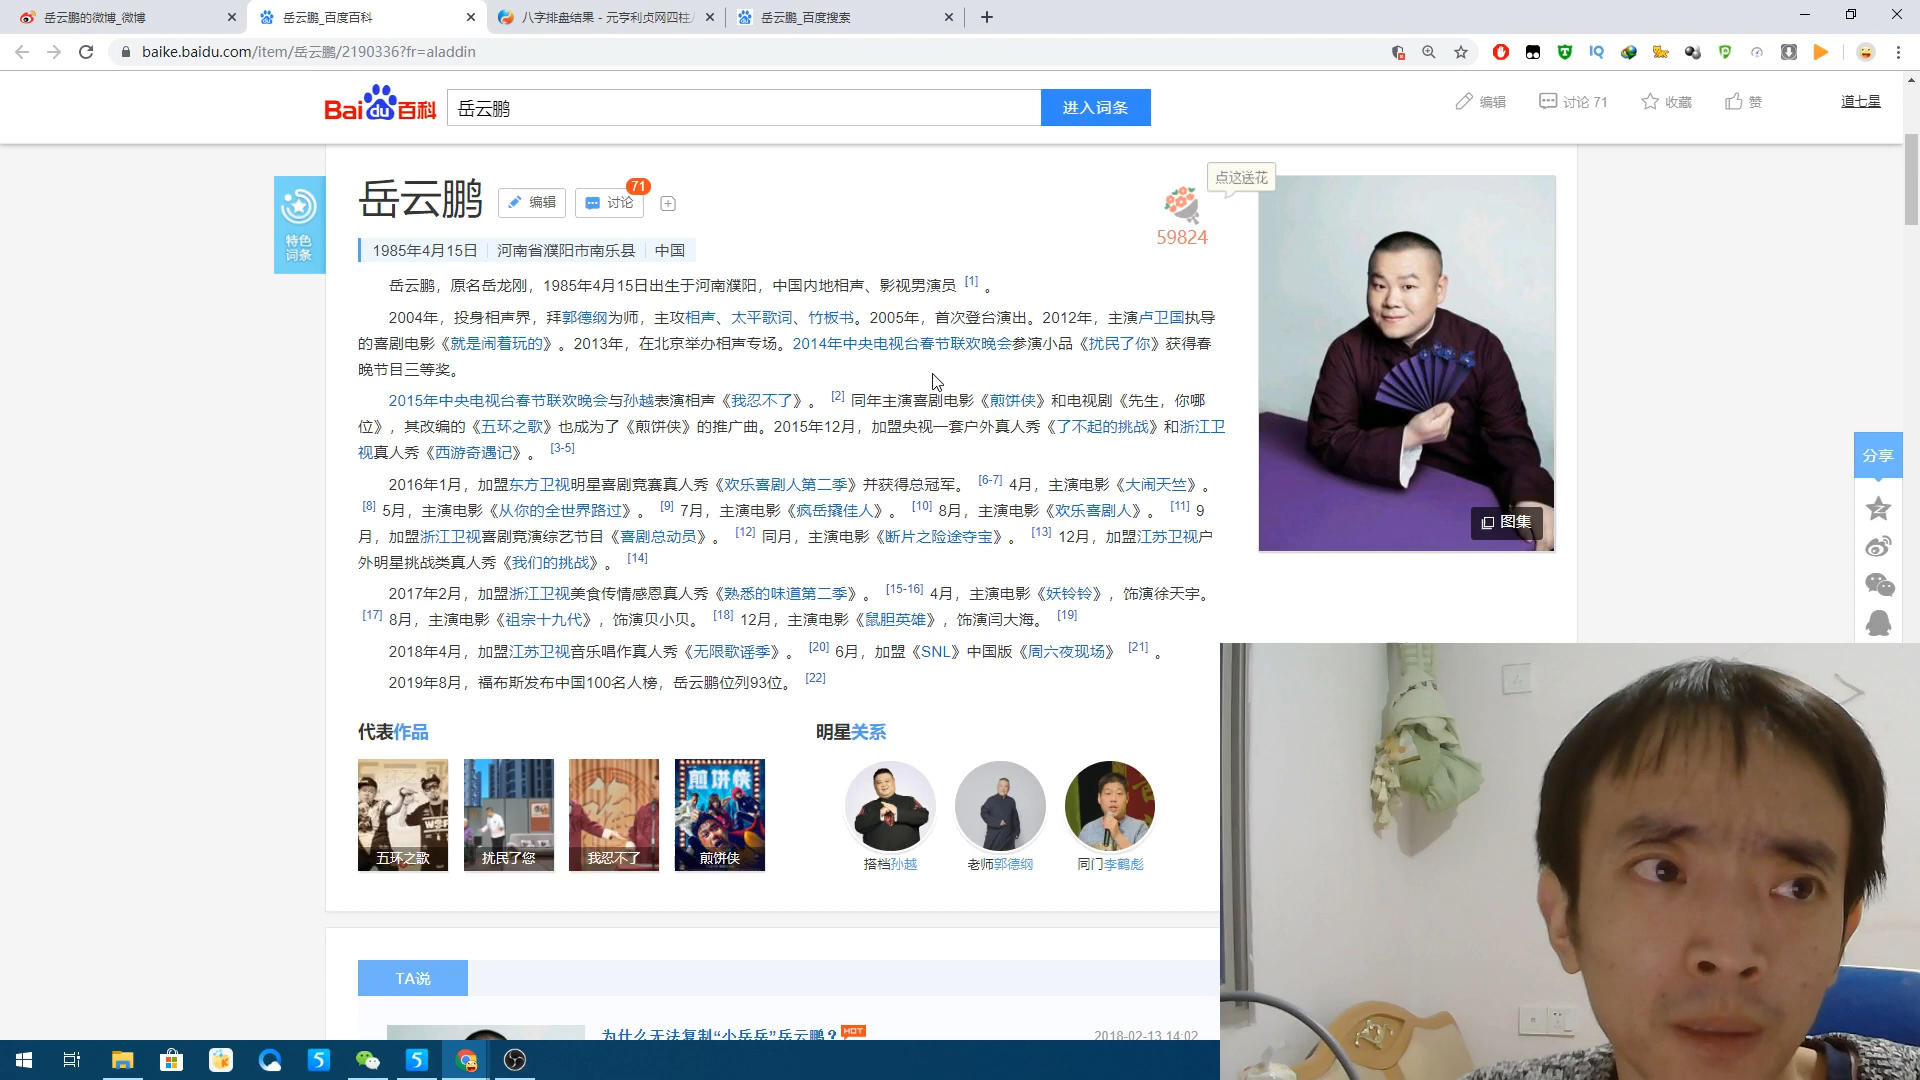 岳云鹏的微博_微博
岳云鹏_百度百科
八字排盘结果 - 元亨利贞网四柱
岳云鹏_百度搜索
baike.baidu.com/item/岳云鹏/2190336?fr=aladdin
Bai du 百科
岳云鹏
进入词条
编辑
讨论 71
收藏
赞
道七星
特色
词条
岳云鹏
编辑
讨论
71
点这送花
59824
1985年4月15日
河南省濮阳市南乐县
中国
岳云鹏，原名岳龙刚，1985年4月15日出生于河南濮阳，中国内地相声、影视男演员 [1] 。
2004年，投身相声界，拜郭德纲为师，主攻相声、太平歌词、竹板书。2005年，首次登台演出。2012年，主演卢卫国执导
的喜剧电影《就是闹着玩的》。2013年，在北京举办相声专场。2014年中央电视台春节联欢晚会参演小品《扰民了你》获得春
晚节目三等奖。
2015年中央电视台春节联欢晚会与孙越表演相声《我忍不了》。 [2] 同年主演喜剧电影《煎饼侠》和电视剧《先生，你哪
位》，其改编的《五环之歌》也成为了《煎饼侠》的推广曲。2015年12月，加盟央视一套户外真人秀《了不起的挑战》和浙江卫
视真人秀《西游奇遇记》。 [3-5]
2016年1月，加盟东方卫视明星喜剧竞赛真人秀《欢乐喜剧人第二季》并获得总冠军。 [6-7] 4月，主演电影《大闹天竺》。
[8] 5月，主演电影《从你的全世界路过》。 [9] 7月，主演电影《疯岳撬佳人》。 [10] 8月，主演电影《欢乐喜剧人》。 [11] 9
月，加盟浙江卫视喜剧竞演综艺节目《喜剧总动员》。 [12] 同月，主演电影《断片之险途夺宝》。 [13] 12月，加盟江苏卫视户
外明星挑战类真人秀《我们的挑战》。 [14]
2017年2月，加盟浙江卫视美食传情感恩真人秀《熟悉的味道第二季》。 [15-16] 4月，主演电影《妖铃铃》，饰演徐天宇。
[17] 8月，主演电影《祖宗十九代》，饰演贝小贝。 [18] 12月，主演电影《鼠胆英雄》，饰演闫大海。 [19]
2018年4月，加盟江苏卫视音乐唱作真人秀《无限歌谣季》。 [20] 6月，加盟《SNL》中国版《周六夜现场》 [21] 。
2019年8月，福布斯发布中国100名人榜，岳云鹏位列93位。 [22]
图集
分享
代表作品
明星关系
五环之歌
扰民了您
我忍不了
煎饼侠
煎饼侠
搭档孙越
老师郭德纲
同门李鹤彪
TA说
为什么无法复制“小岳岳”岳云鹏？
HOT
2018-02-13 14:02